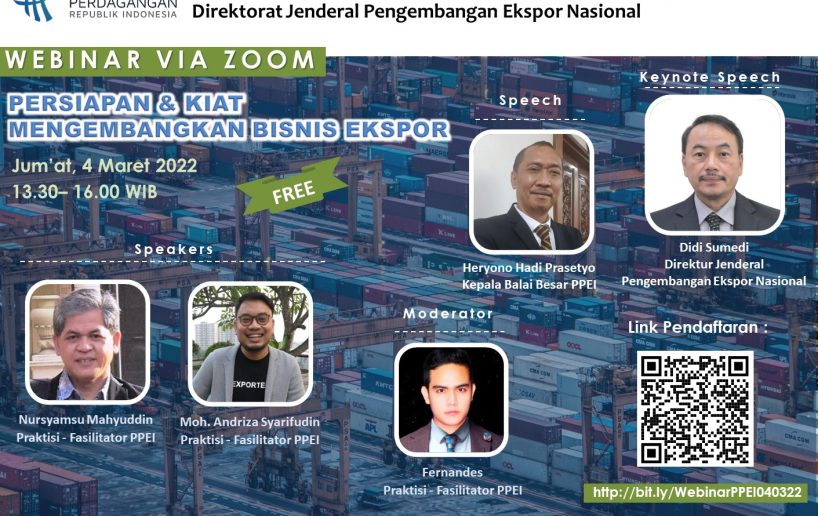 PERDAGANGAN
REPUBLIK INDONESIA
Direktorat Jenderal Pengembangan Ekspor Nasional
WEBINAR VIA ZOOM
PERSIAPAN & KIAT
MENGEMBANGKAN BISNIS EKSPOR
Jum'at, 4 Maret 2022
13.30– 16.00 WIB
FREE
Speech
Heryono Hadi Prasetyo
Kepala Balai Besar PPEI
Keynote Speech
Didi Sumedi
Direktur Jenderal
Pengembangan Ekspor Nasional
Speakers
EXPORTE
Nursyamsu Mahyuddin
Praktisi - Fasilitator PPEI
Moh. Andriza Syarifudin
Praktisi - Fasilitator PPEI
Moderator
Fernandes
Praktisi - Fasilitator PPEI
Link Pendaftaran :
http://bit.ly/WebinarPPEI040322